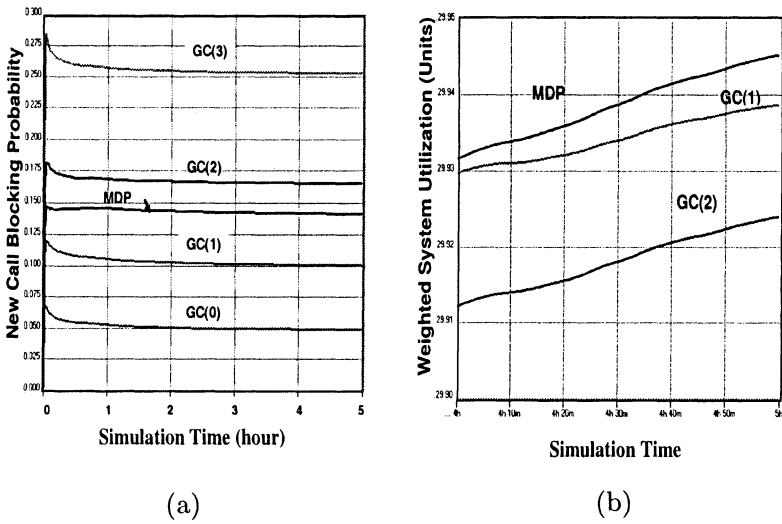 New Call Blocking Probability
0.300
0.275
0.250
0.225
0.200
0.175
0.150
0.125
0.100
0.075
0.050
0.025
0.000
GC(3)
GC(2)
MDP
GC(1)
GC(0)
0
1
2
3
4
5
Simulation Time (hour)
(a)
Weighted System Utilization (Units)
29.95
29.94
29.93
29.92
29.91
29.90
MDP
GC(1)
GC(2)
... 4h
4h 10m
4h 20m
4h 30m
4h 40m
4h 50m
5h
Simulation Time
(b)